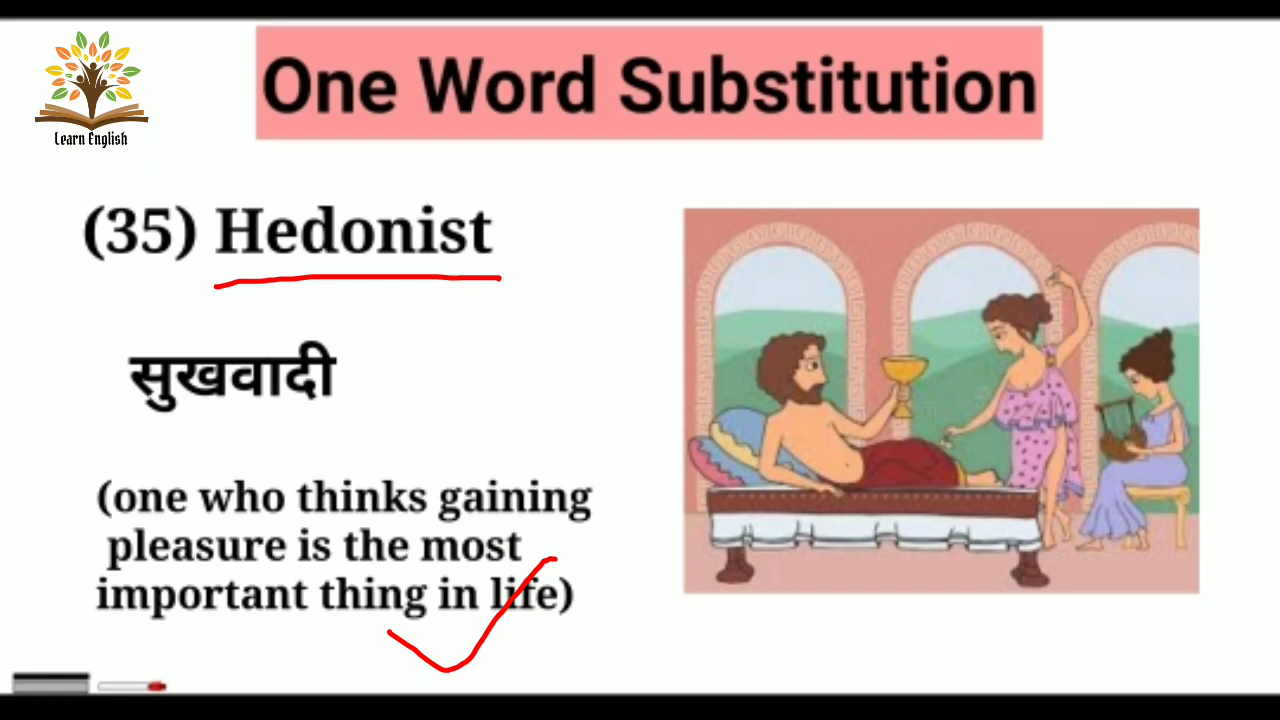 One Word Substitution
Learn English
(35) Hedonist
सुखवादी
(one who thinks gaining
pleasure is the most
important thing in life)